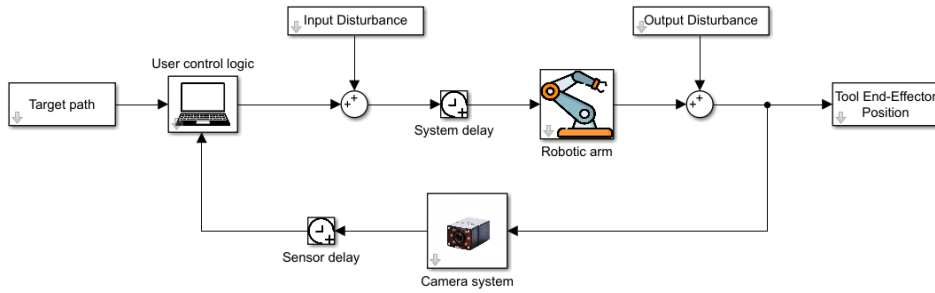 Input Disturbance
Output Disturbance
User control logic
Target path
Tool End-Effector
Position
System delay
Robotic arm
Sensor delay
Camera system